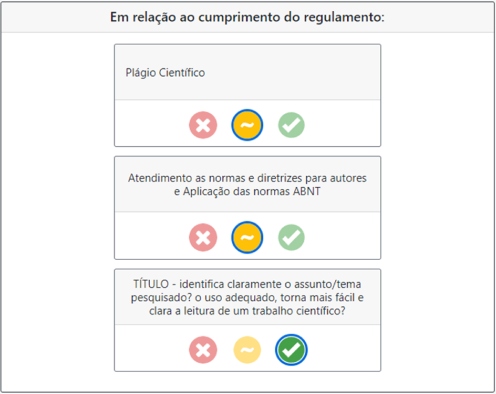 Em relação ao cumprimento do regulamento:
Plágio Científico
Atendimento as normas e diretrizes para autores
e Aplicação das normas ABNT
TÍTULO - identifica claramente o assunto/tema
pesquisado? o uso adequado, torna mais fácil e
clara a leitura de um trabalho científico?